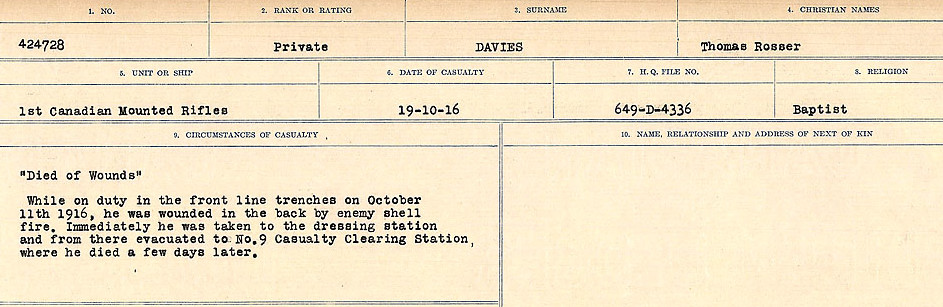 1. NO. 2. RANK OR RATING 3. SURNAME 4. CHRISTIAN NAMES
424728 Private DAVIES Thomas Rosser
5. UNIT OR SHIP 6. DATE OF CASUALTY 7. H. Q. FILE NO. 8. RELIGION
1st Canadian Mounted Rifles 19-10-16 649-D-4336 Baptist
9. CIRCUMSTANCES OF CASUALTY 10. NAME, RELATIONSHIP AND ADDRESS OF NEXT OF KIN
"Died of Wounds"
While on duty in the front line trenches on October
11th 1916, he was wounded in the back by enemy shell
fire. Immediately he was taken to the dressing station
and from there evacuated to No.9 Casualty Clearing Station,
where he died a few days later.